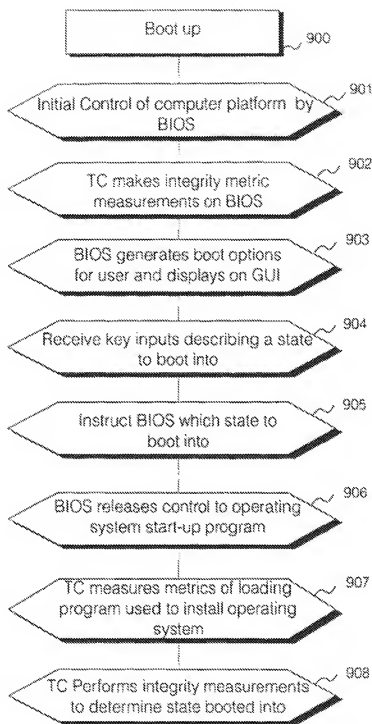 Boot up
900
901
Initial Control of computer platform by
BIOS
902
TC makes integrity metric
measurements on BIOS
903
BIOS generates boot options
for user and displays on GUI
904
Receive key inputs describing a state
to boot into
905
Instruct BIOS which state to
boot into
906
BIOS releases control to operating
system start-up program
907
TC measures metrics of loading
program used to install operating
system
908
TC Performs integrity measurements
to determine state booted into